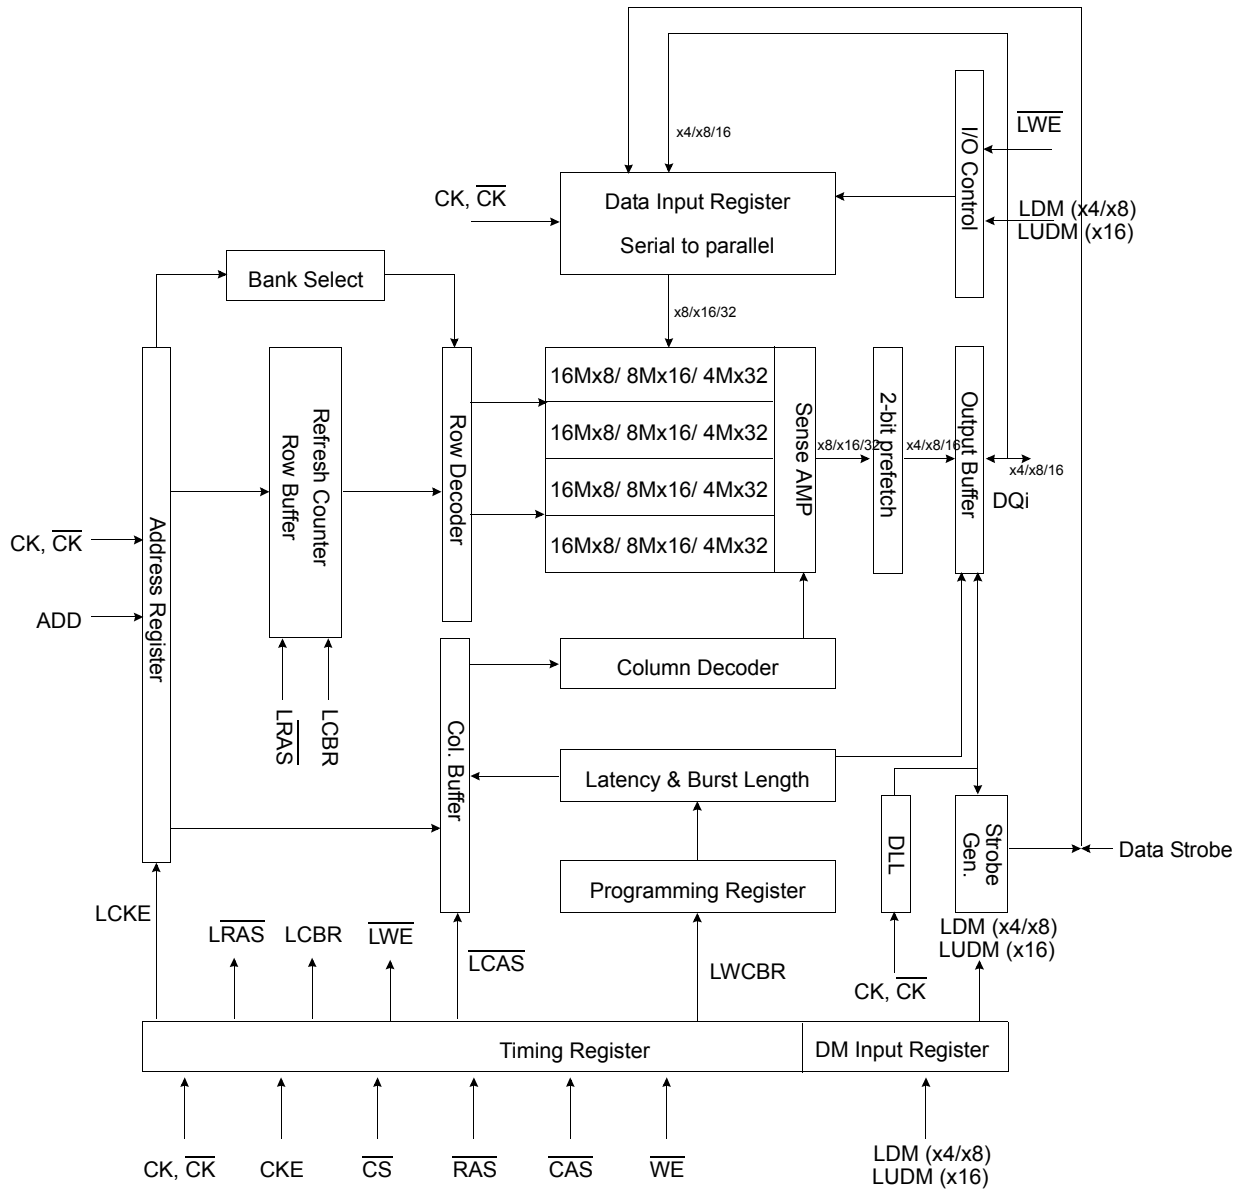 x4/x8/16
I/O Control
LWE
CK, CK
Data Input Register
Serial to parallel
LDM (x4/x8)
LUDM (x16)
Bank Select
x8/x16/32
Address Register
Refresh Counter
Row Buffer
Row Decoder
16Mx8/ 8Mx16/ 4Mx32
16Mx8/ 8Mx16/ 4Mx32
16Mx8/ 8Mx16/ 4Mx32
16Mx8/ 8Mx16/ 4Mx32
Sense AMP
x8/x16/32
2-bit prefetch
x4/x8/16
Output Buffer
x4/x8/16
DQi
CK, CK
ADD
LRAS
LCBR
Col. Buffer
Column Decoder
Latency & Burst Length
Programming Register
DLL
Strobe
Gen.
Data Strobe
LCKE
LRAS
LCBR
LWE
LCAS
LWCBR
CK, CK
LDM (x4/x8)
LUDM (x16)
Timing Register
DM Input Register
CK, CK
CKE
CS
RAS
CAS
WE
LDM (x4/x8)
LUDM (x16)